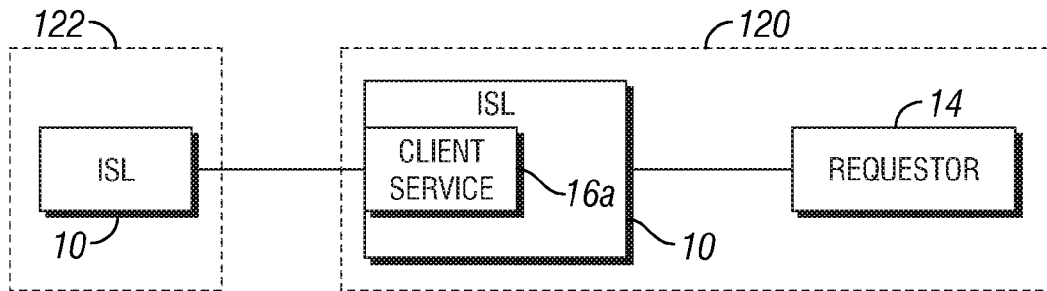 122
120
ISL
14
ISL
CLIENT
SERVICE
REQUESTOR
16a
10
10